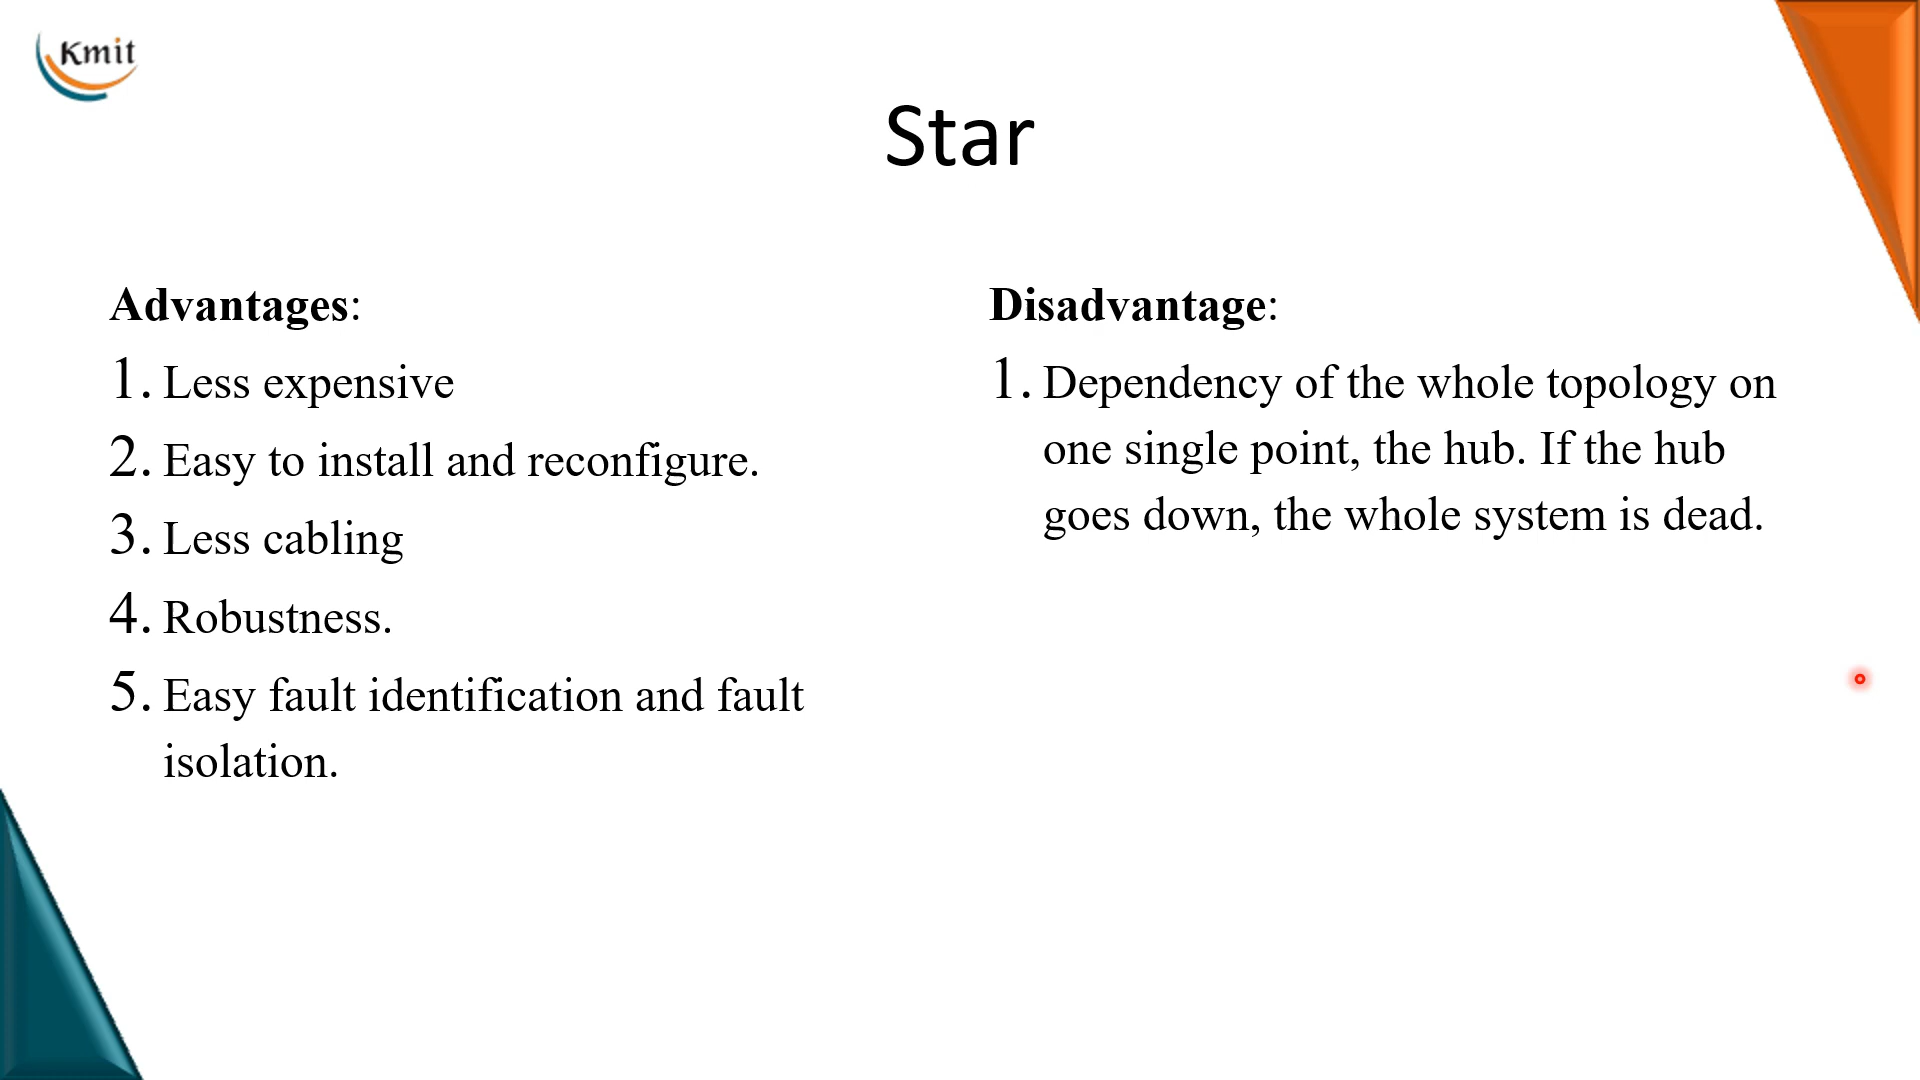 Kmit
Star
Advantages:
1. Less expensive
2. Easy to install and reconfigure.
3. Less cabling
4. Robustness.
5. Easy fault identification and fault
isolation.
Disadvantage:
1. Dependency of the whole topology on
one single point, the hub. If the hub
goes down, the whole system is dead.